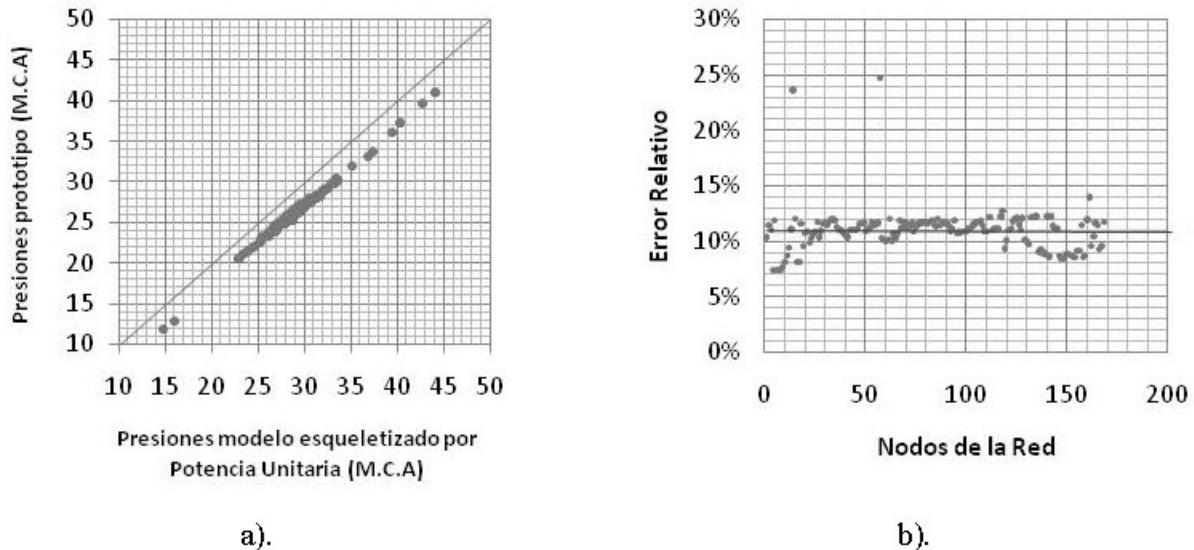 50
45
40
35
30
25
20
15
10
Presiones prototipo (M.C.A)
10 15 20 25 30 35 40 45 50
Presiones modelo esqueletizado por
Potencia Unitaria (M.C.A)
a).
30%
25%
20%
15%
10%
5%
0%
Error Relativo
0 50 100 150 200
Nodos de la Red
b).